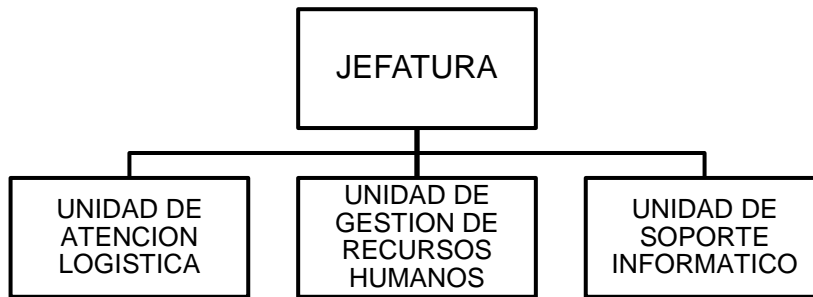 JEFATURA
UNIDAD DE
ATENCION
LOGISTICA
UNIDAD DE
GESTION DE
RECURSOS
HUMANOS
UNIDAD DE
SOPORTE
INFORMATICO